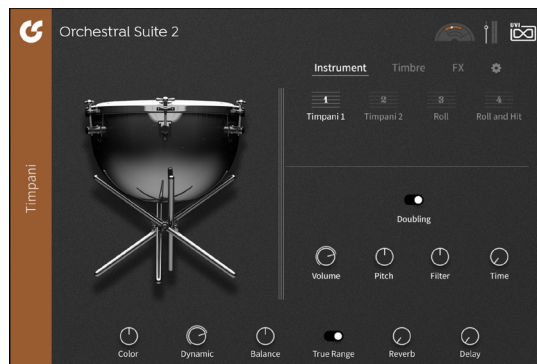 Orchestral Suite 2
UVI
Instrument Timbre FX
1 2 3 4
Timpani 1 Timpani 2 Roll Roll and Hit
Timpani
Doubling
Volume Pitch Filter Time
Color Dynamic Balance True Range Reverb Delay